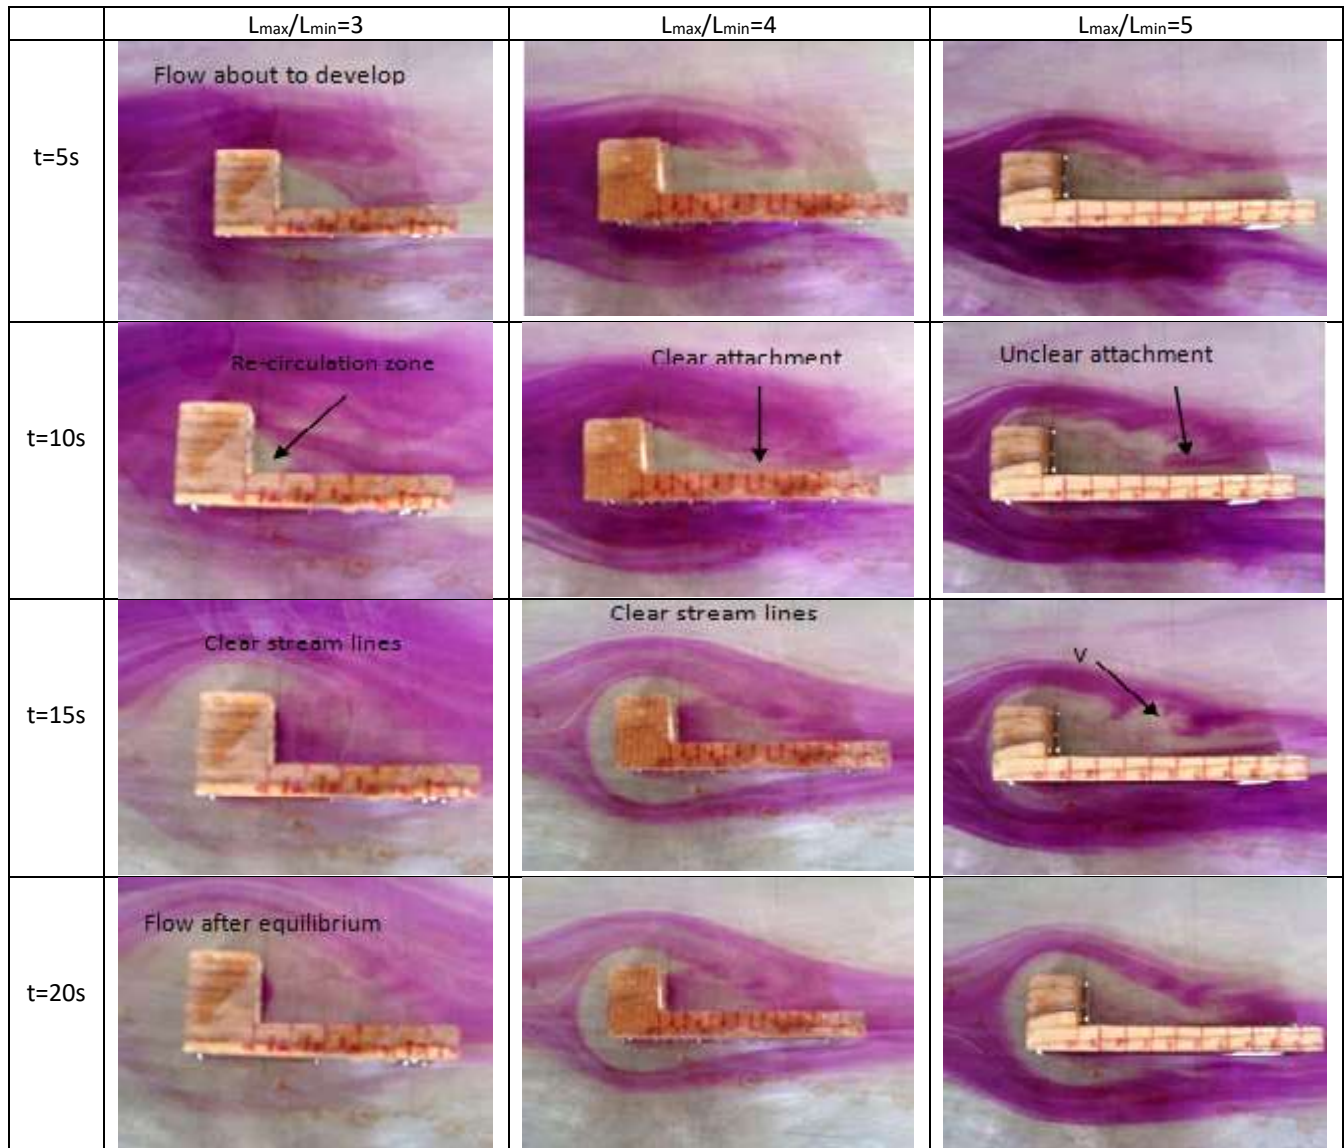 Lmax/Lmin=3 Lmax/Lmin=4 Lmax/Lmin=5
t=5s
Flow about to develop
t=10s
Re-circulation zone
Clear attachment
Unclear attachment
t=15s
Clear stream lines
Clear stream lines
V
t=20s
Flow after equilibrium